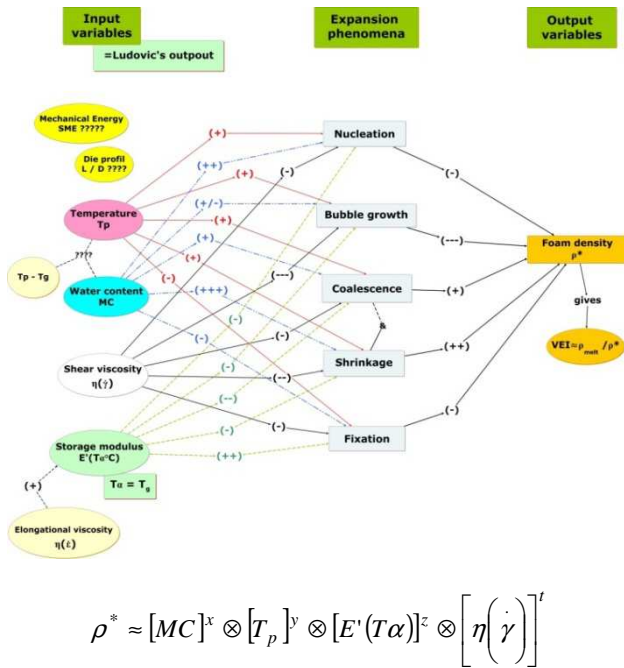 Input
variables
Expansion
phenomena
Output
variables
=Ludovic's outpout
Mechanical Energy
SME ?????
Die profil
L / D ????
Temperature
Tp
????
Tp - Tg
Water content
MC
Shear viscosity
η(γ̇)
Storage modulus
E'(Tα°C)
Tα = Tg
(+)
Elongational viscosity
η(ε̇)
(+)
(++)
(-)
(+)
(+/-)
(+)
(+)
(+)
(-)
(---)
(+++)
(-)
(-)
(-)
(--)
(--)
(-)
(-)
(++)
Nucleation
Bubble growth
Coalescence
&
Shrinkage
Fixation
(-)
(---)
(+)
(++)
(-)
Foam density
ρ*
gives
VEI≈ρmelt /ρ*
ρ* ≈ [MC]^x ⊗ [Tp]^y ⊗ [E'(Tα)]^z ⊗ [η(γ̇)]^t